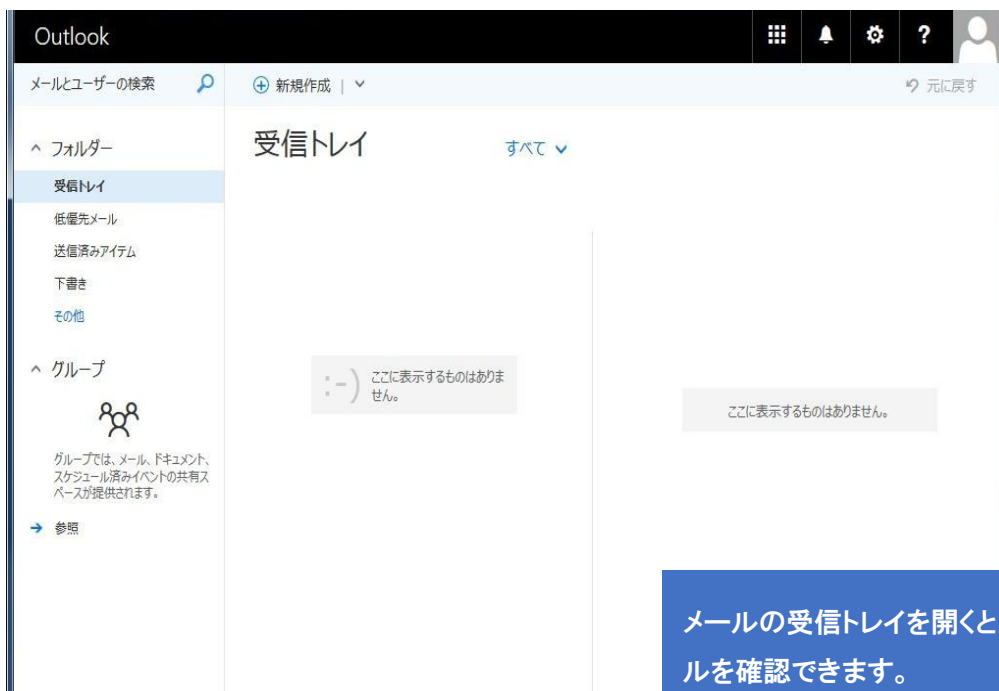 Outlook
?
メールとユーザーの検索
新規作成 |
元に戻す
フォルダー
受信トレイ
すべて
受信トレイ
低優先メール
送信済みアイテム
下書き
その他
グループ
:-) ここに表示するものはありま
せん。
ここに表示するものはありません。
グループでは、メール、ドキュメント、
スケジュール済みイベントの共有ス
ペースが提供されます。
→ 参照
メールの受信トレイを開くと
ルを確認できます。